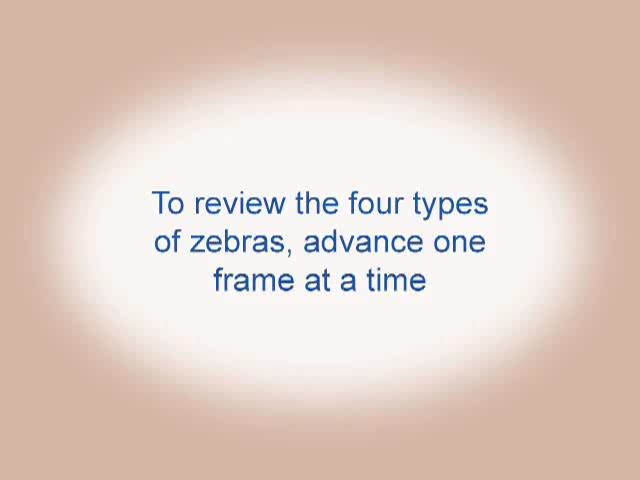 To review the four types
of zebras, advance one
frame at a time